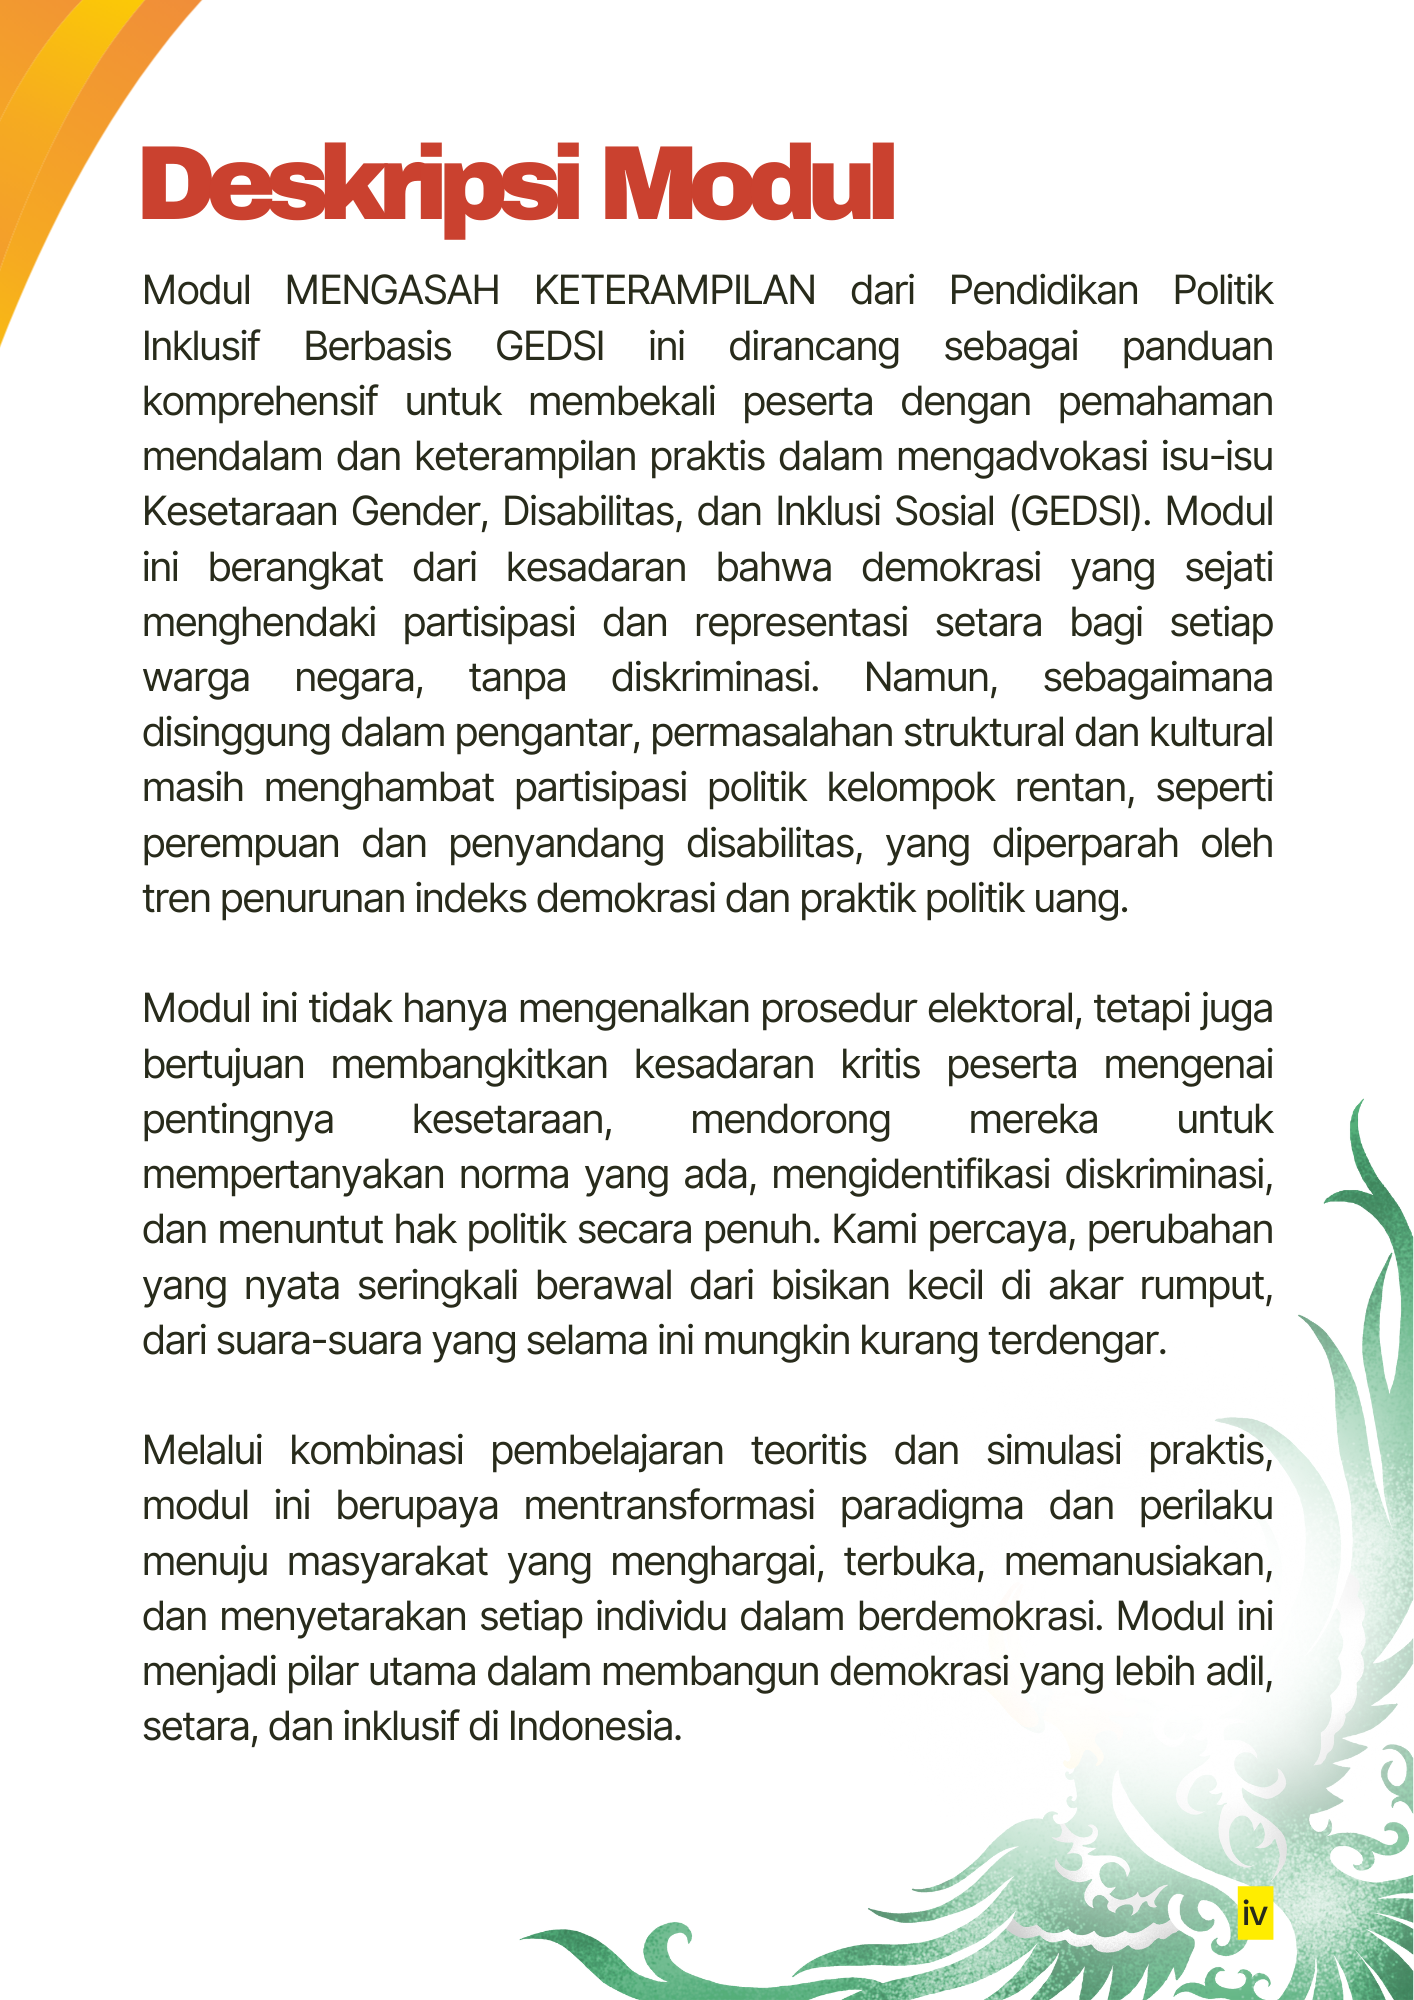 Deskripsi Modul
Modul MENGASAH KETERAMPILAN dari Pendidikan Politik
Inklusif Berbasis GEDSI ini dirancang sebagai panduan
komprehensif untuk membekali peserta dengan pemahaman
mendalam dan keterampilan praktis dalam mengadvokasi isu-isu
Kesetaraan Gender, Disabilitas, dan Inklusi Sosial (GEDSI). Modul
ini berangkat dari kesadaran bahwa demokrasi yang sejati
menghendaki partisipasi dan representasi setara bagi setiap
warga negara, tanpa diskriminasi. Namun, sebagaimana
disinggung dalam pengantar, permasalahan struktural dan kultural
masih menghambat partisipasi politik kelompok rentan, seperti
perempuan dan penyandang disabilitas, yang diperparah oleh
tren penurunan indeks demokrasi dan praktik politik uang.
Modul ini tidak hanya mengenalkan prosedur elektoral, tetapi juga
bertujuan membangkitkan kesadaran kritis peserta mengenai
pentingnya kesetaraan, mendorong mereka untuk
mempertanyakan norma yang ada, mengidentifikasi diskriminasi,
dan menuntut hak politik secara penuh. Kami percaya, perubahan
yang nyata seringkali berawal dari bisikan kecil di akar rumput,
dari suara-suara yang selama ini mungkin kurang terdengar.
Melalui kombinasi pembelajaran teoritis dan simulasi praktis,
modul ini berupaya mentransformasi paradigma dan perilaku
menuju masyarakat yang menghargai, terbuka, memanusiakan,
dan menyetarakan setiap individu dalam berdemokrasi. Modul ini
menjadi pilar utama dalam membangun demokrasi yang lebih adil,
setara, dan inklusif di Indonesia.
iv